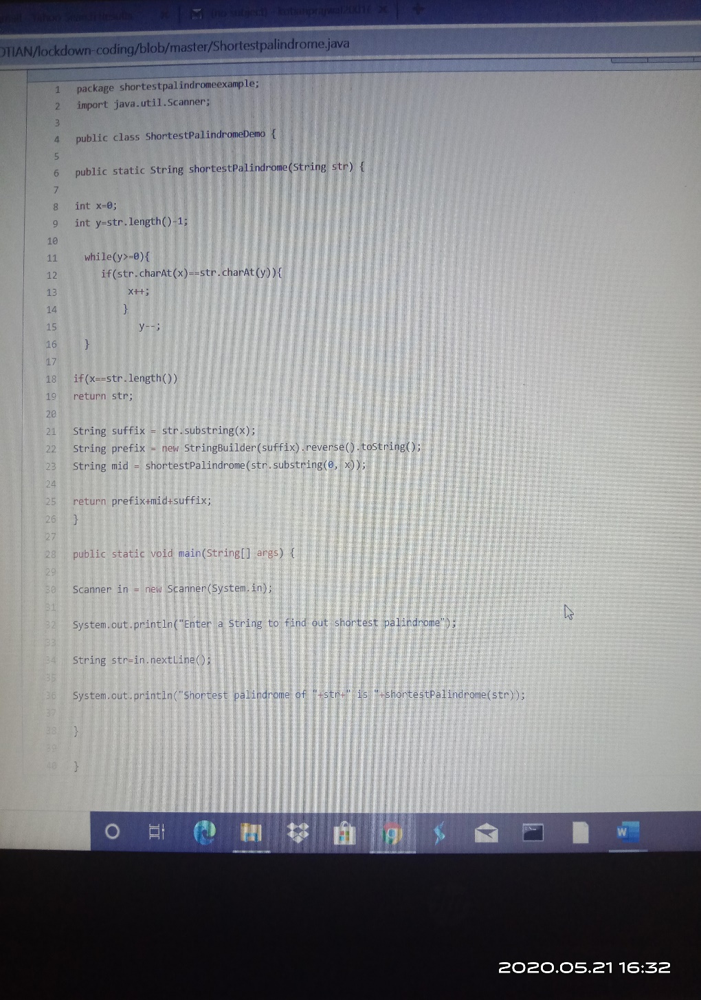 OTIAN/lockdown-coding/blob/master/Shortestpalindrome.java
1 package shortestpalindromeexample;
2 import java.util.Scanner;
3
4 public class ShortestPalindromeDemo {
5
6 public static String shortestPalindrome(String str) {
7
8 int x=0;
9 int y=str.length()-1;
10
11 while(y>=0){
12 if(str.charAt(x)==str.charAt(y)){
13 x++;
14 }
15 y--;
16 }
17
18 if(x==str.length())
19 return str;
20
21 String suffix = str.substring(x);
22 String prefix = new StringBuilder(suffix).reverse().toString();
23 String mid = shortestPalindrome(str.substring(0, x));
24
25 return prefix+mid+suffix;
26 }
27
28 public static void main(String[] args) {
29
30 Scanner in = new Scanner(System.in);
31
32 System.out.println("Enter a String to find out shortest palindrome");
33
34 String str=in.nextLine();
35
36 System.out.println("Shortest palindrome of "+str+" is "+shortestPalindrome(str));
37
38 }
39
40 }
W
2020.05.21 16:32